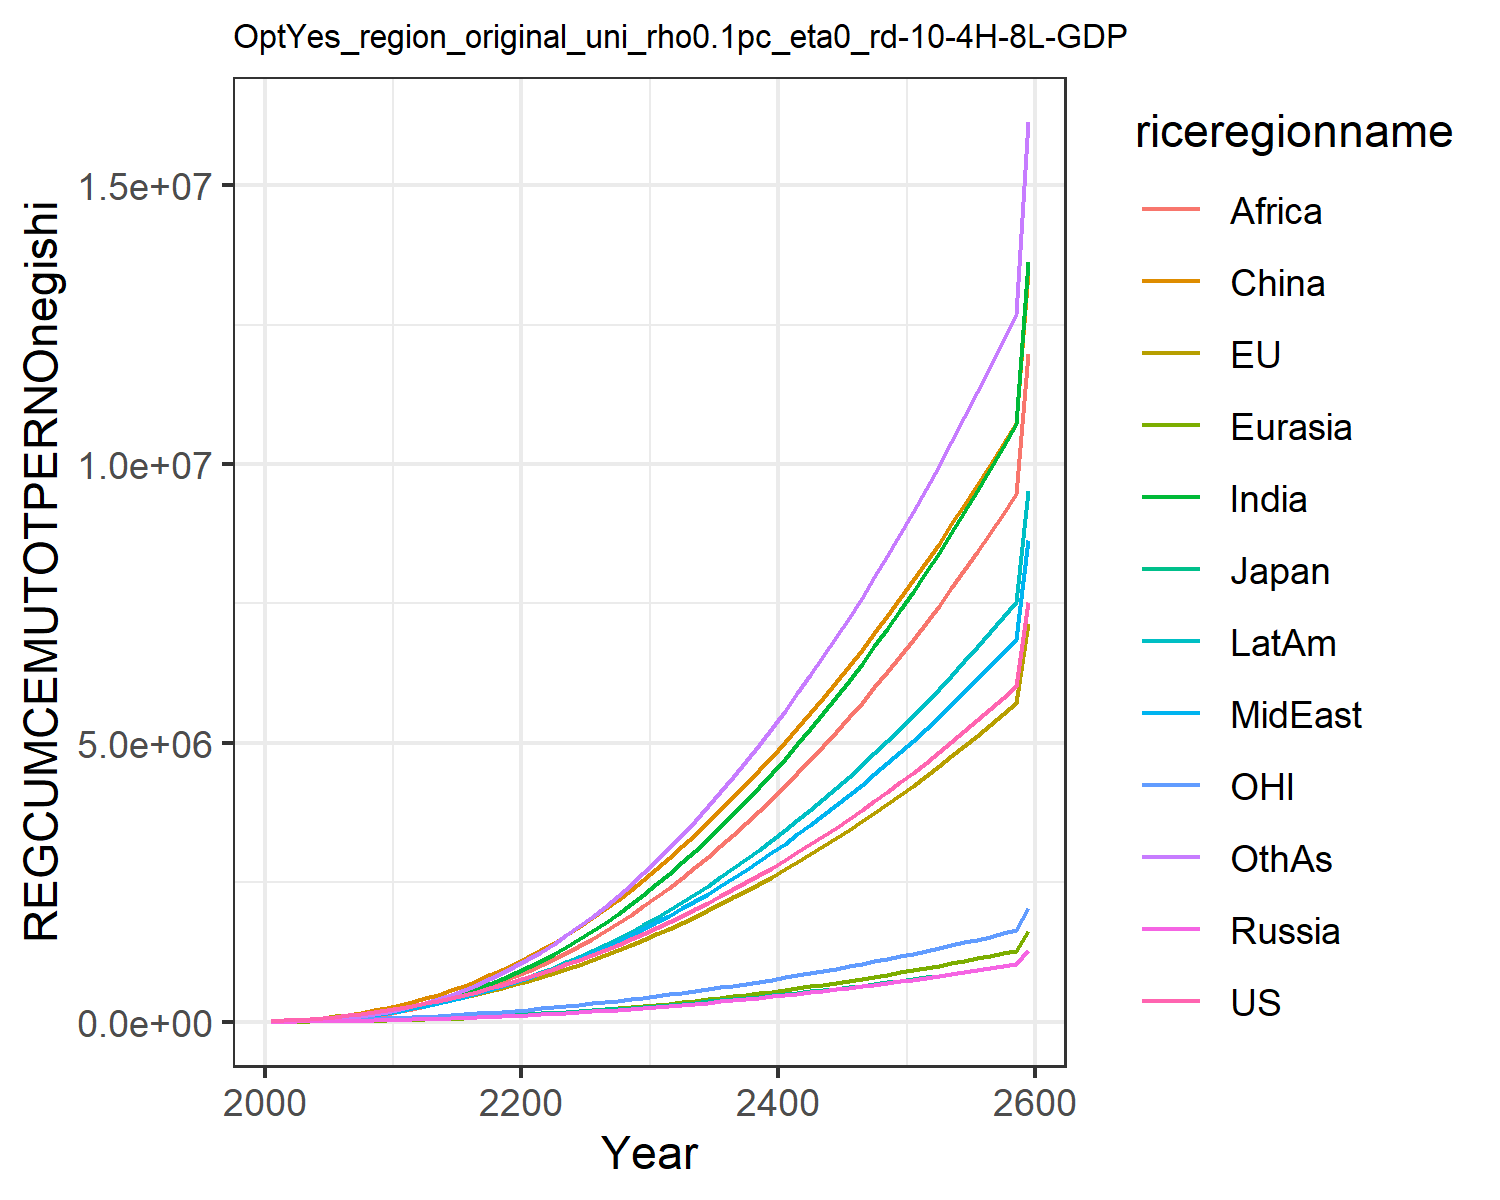 OptYes_region_original_uni_rho0.1pc_eta0_rd-10-4H-8L-GDP
REGCUMCEMUTOTPERNOnegishi
1.5e+07
1.0e+07
5.0e+06
0.0e+00
2000 2200 2400 2600
Year
riceregionname
Africa
China
EU
Eurasia
India
Japan
LatAm
MidEast
OHI
OthAs
Russia
US